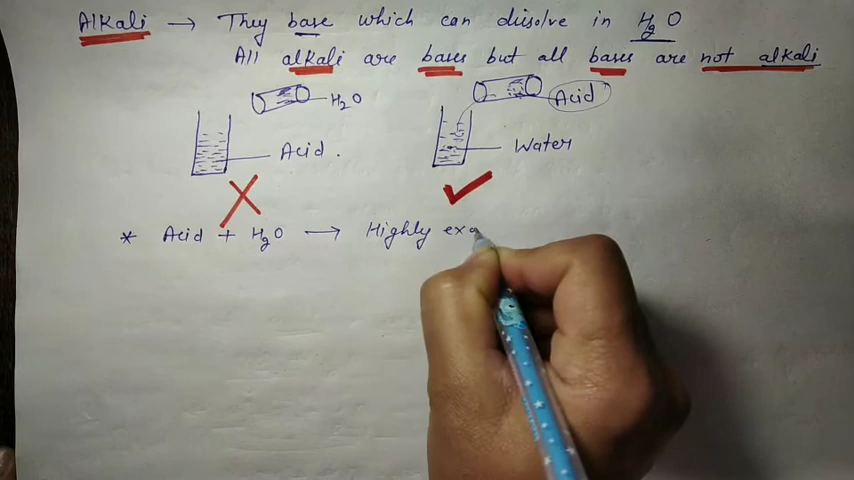 Alkali → They base which can dissolve in H2O
All alkali are bases but all bases are not alkali
H2O
Acid
Acid.
Water
* Acid + H2O → Highly exo